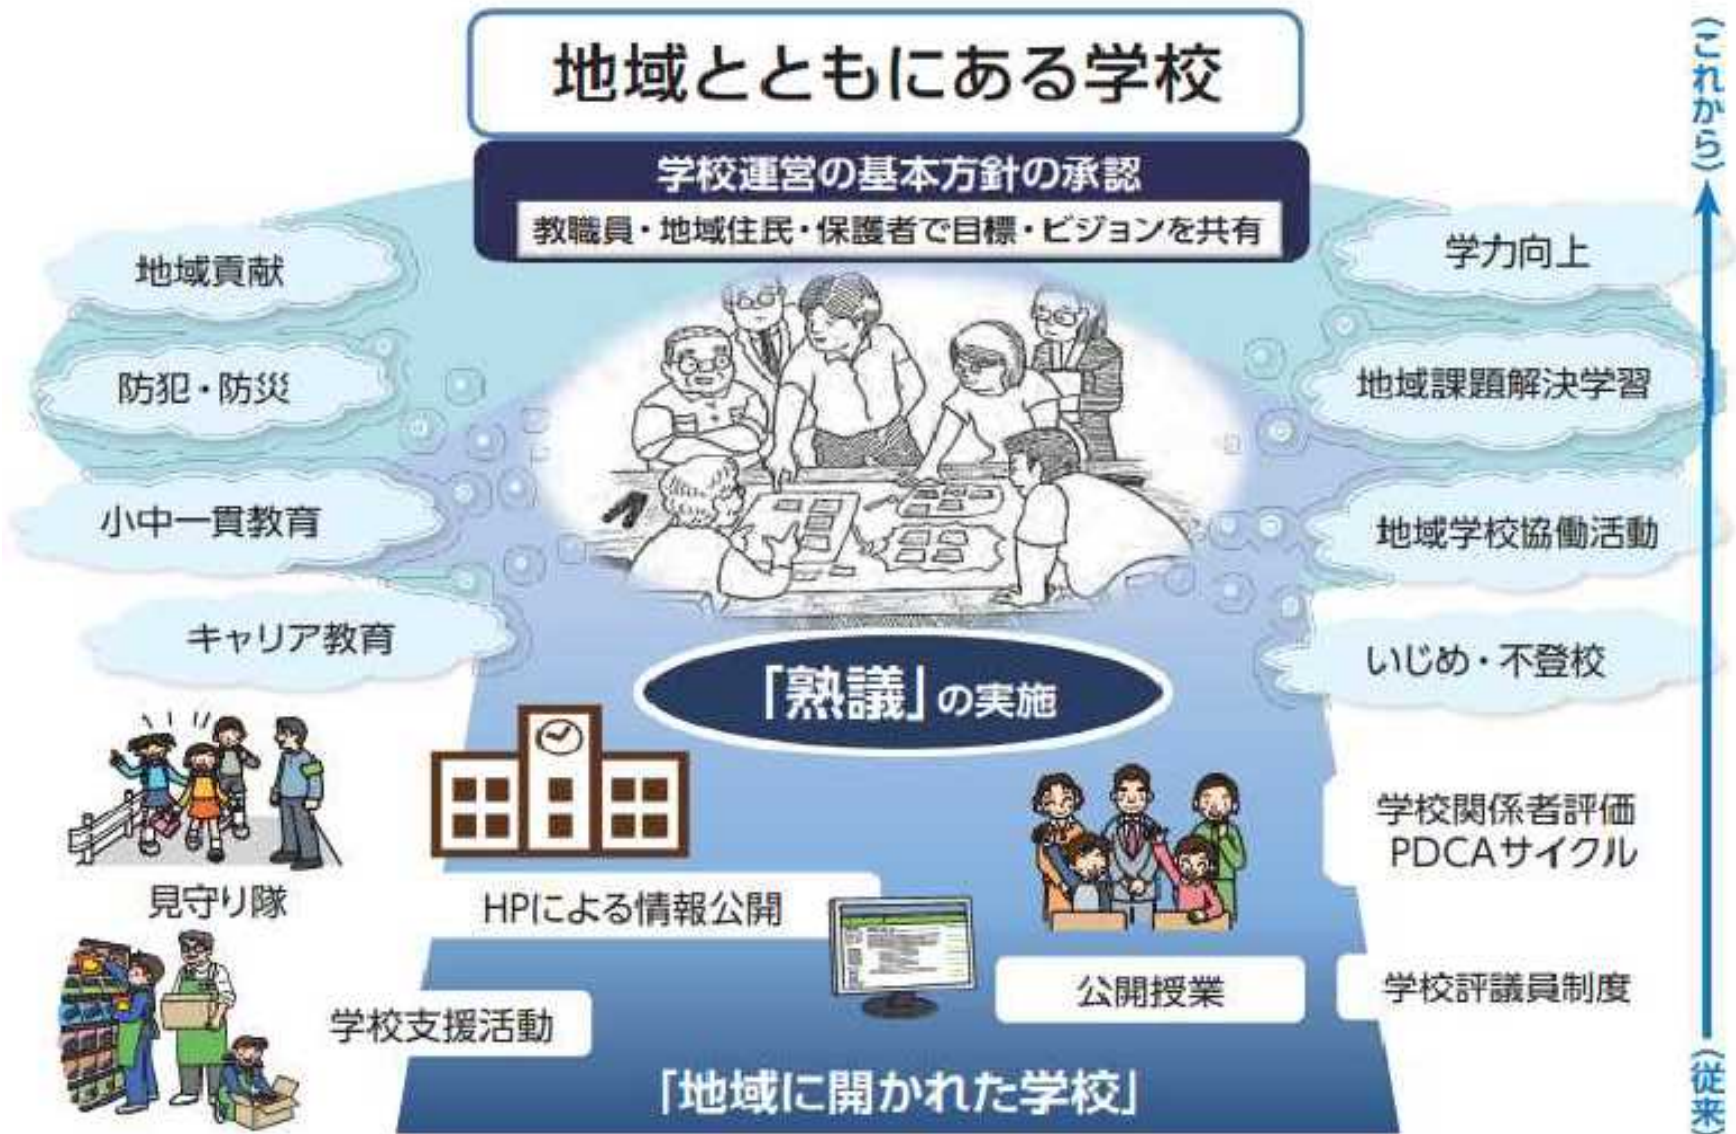 地域とともにある学校
学校運営の基本方針の承認
教職員・地域住民・保護者で目標・ビジョンを共有
(これから)
地域貢献
防犯・防災
小中一貫教育
キャリア教育
学力向上
地域課題解決学習
地域学校協働活動
いじめ・不登校
「熟議」の実施
見守り隊
HPによる情報公開
学校関係者評価
PDCAサイクル
学校支援活動
公開授業
学校評議員制度
「地域に開かれた学校」
(従来)